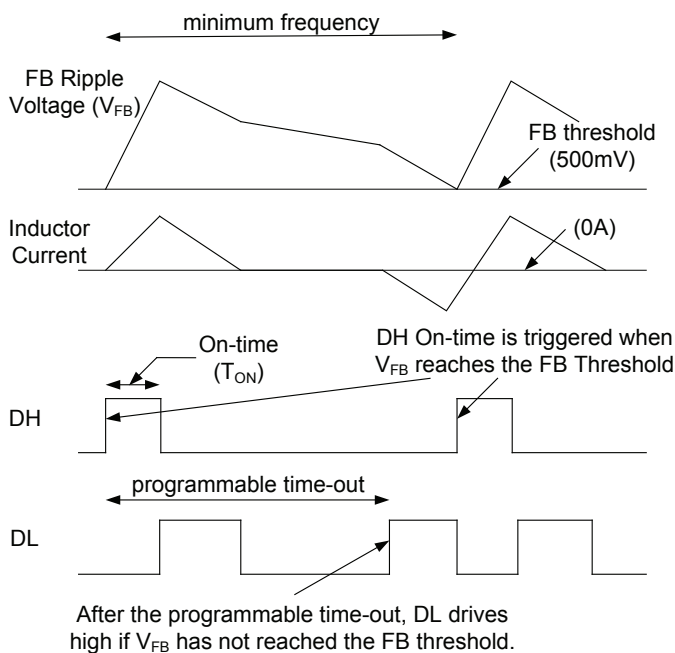 minimum frequency
FB Ripple
Voltage (VFB)
FB threshold
(500mV)
Inductor
Current
(0A)
DH On-time is triggered when
VFB reaches the FB Threshold
On-time
(TON)
DH
programmable time-out
DL
After the programmable time-out, DL drives
high if VFB has not reached the FB threshold.